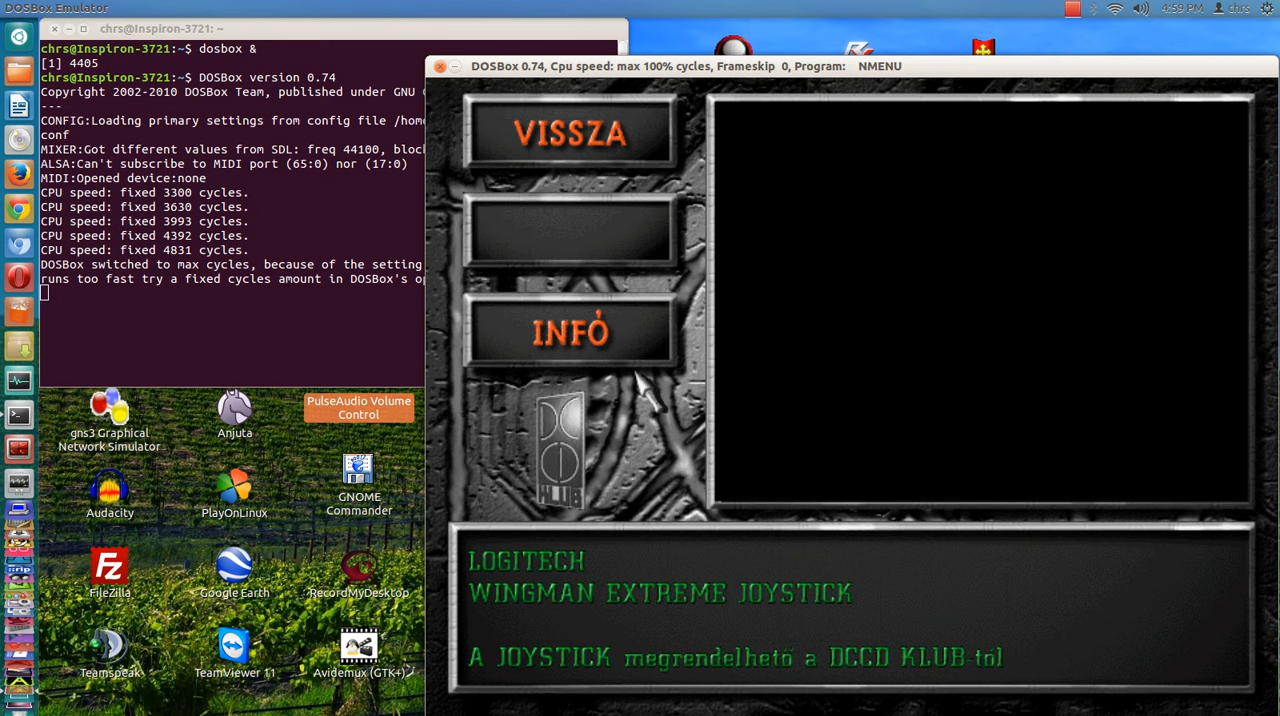 DOSBox Emulator
4:59 PM
chrs
chrs@Inspiron-3721: ~
chrs@Inspiron-3721:~$ dosbox &
[1] 4405
chrs@Inspiron-3721:~$ DOSBox version 0.74
Copyright 2002-2010 DOSBox Team, published under GNU
---
CONFIG:Loading primary settings from config file /home
conf
MIXER:Got different values from SDL: freq 44100, block
ALSA:Can't subscribe to MIDI port (65:0) nor (17:0)
MIDI:Opened device:none
CPU speed: fixed 3300 cycles.
CPU speed: fixed 3630 cycles.
CPU speed: fixed 3993 cycles.
CPU speed: fixed 4392 cycles.
CPU speed: fixed 4831 cycles.
DOSBox switched to max cycles, because of the setting
runs too fast try a fixed cycles amount in DOSBox's op
DOSBox 0.74, Cpu speed: max 100% cycles, Frameskip 0, Program: NMENU
VISSZA
INFÓ
KLUB
LOGITECH
WINGMAN EXTREME JOYSTICK
A JOYSTICK megrendelhető a DCCD KLUB-tól
gns3 Graphical
Network Simulator
Anjuta
PulseAudio Volume
Control
Audacity
PlayOnLinux
GNOME
Commander
FileZilla
Google Earth
RecordMyDesktop
Teamspeak
TeamViewer 11
Avidemux (GTK+)